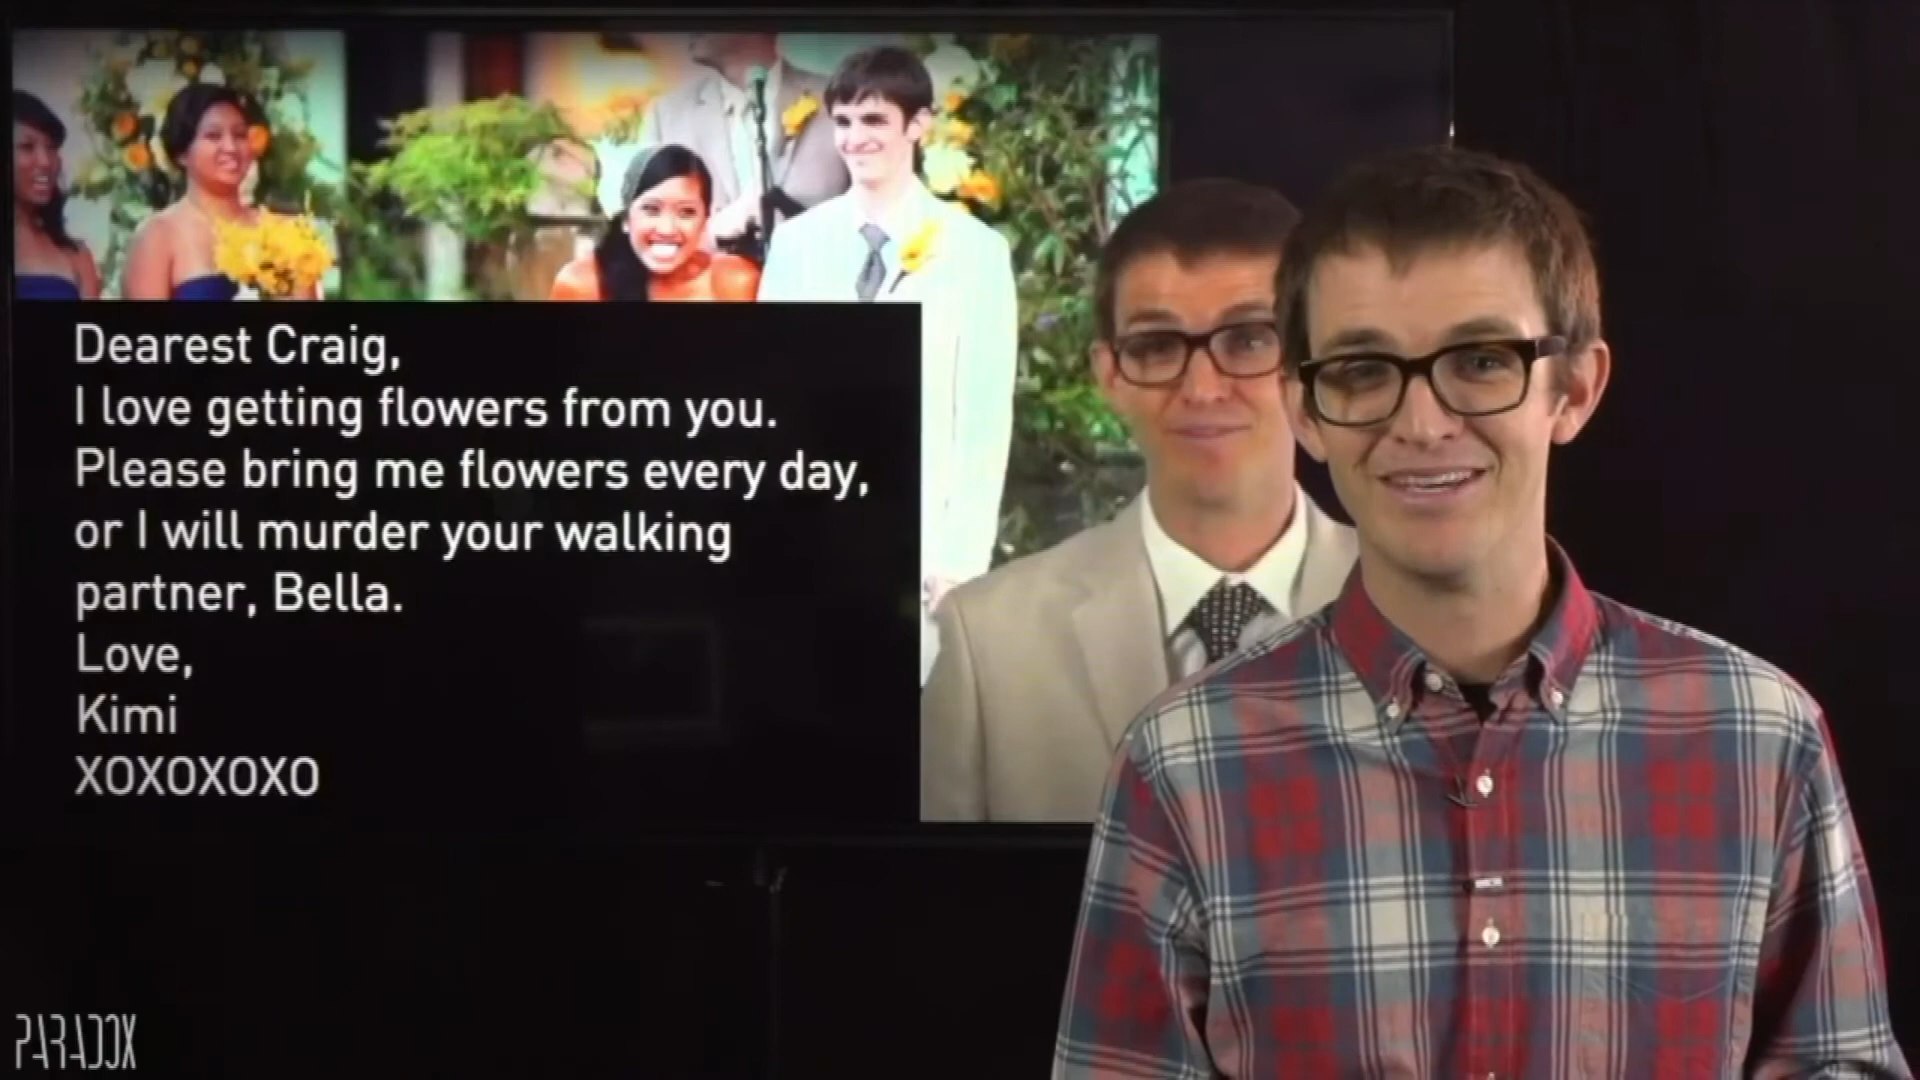 Dearest Craig,
I love getting flowers from you.
Please bring me flowers every day,
or I will murder your walking
partner, Bella.
Love,
Kimi
XOXOXOXO
PARADOX